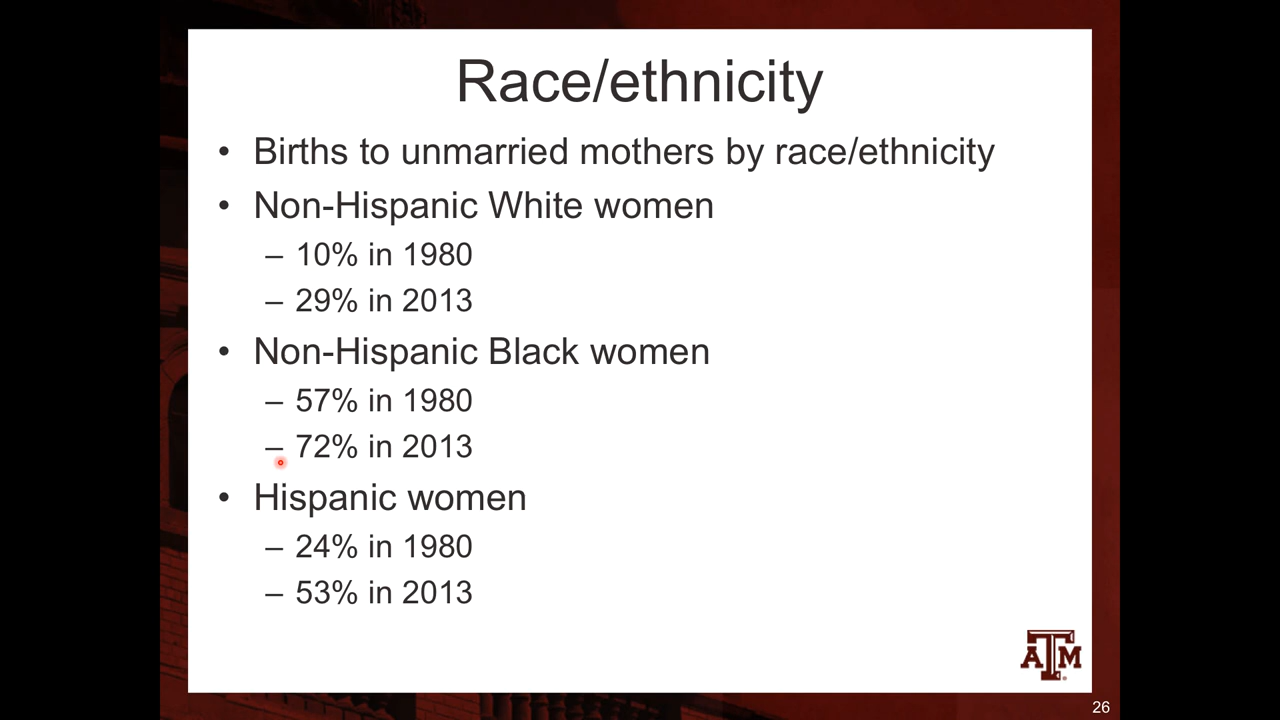 Race/ethnicity
• Births to unmarried mothers by race/ethnicity
• Non-Hispanic White women
– 10% in 1980
– 29% in 2013
• Non-Hispanic Black women
– 57% in 1980
– 72% in 2013
• Hispanic women
– 24% in 1980
– 53% in 2013
ATM
26